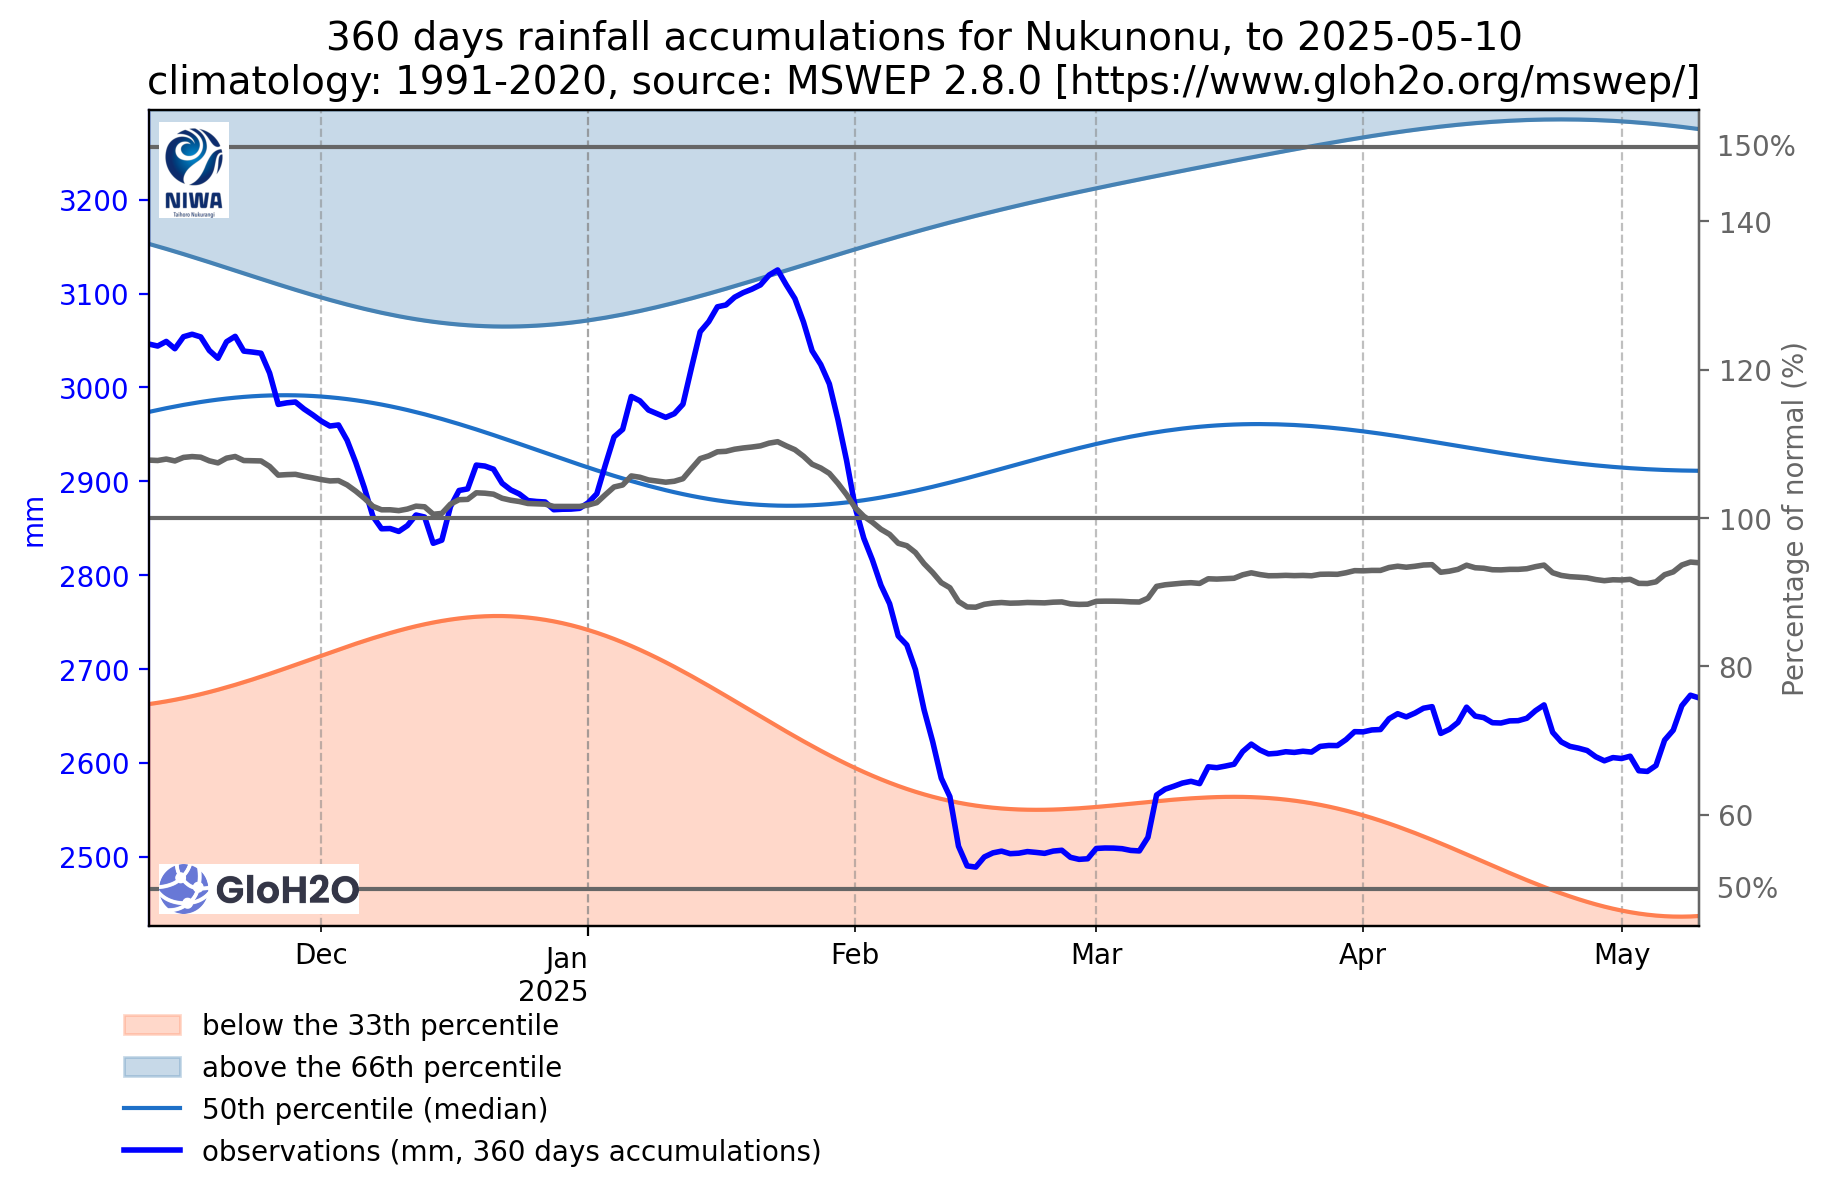 360 days rainfall accumulations for Nukunonu, to 2025-05-10
climatology: 1991-2020, source: MSWEP 2.8.0 [https://www.gloh2o.org/mswep/]
NIWA
Taihoro Nukurangi
3200
3100
3000
2900
2800
2700
2600
2500
mm
150%
140
120
100
80
60
50%
Percentage of normal (%)
GloH2O
Dec
Jan
2025
Feb
Mar
Apr
May
below the 33th percentile
above the 66th percentile
50th percentile (median)
observations (mm, 360 days accumulations)